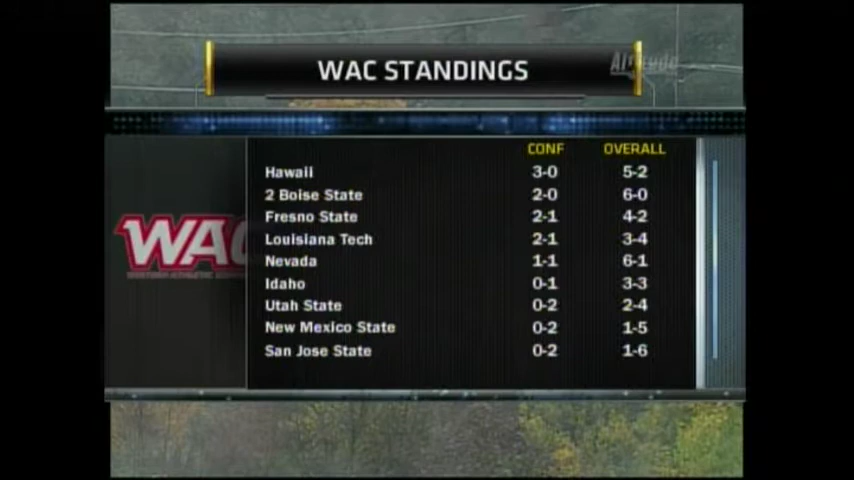 WAC STANDINGS
Altitude
CONF OVERALL
Hawaii 3-0 5-2
2 Boise State 2-0 6-0
Fresno State 2-1 4-2
Louisiana Tech 2-1 3-4
Nevada 1-1 6-1
Idaho 0-1 3-3
Utah State 0-2 2-4
New Mexico State 0-2 1-5
San Jose State 0-2 1-6
WAC
WESTERN ATHLETIC